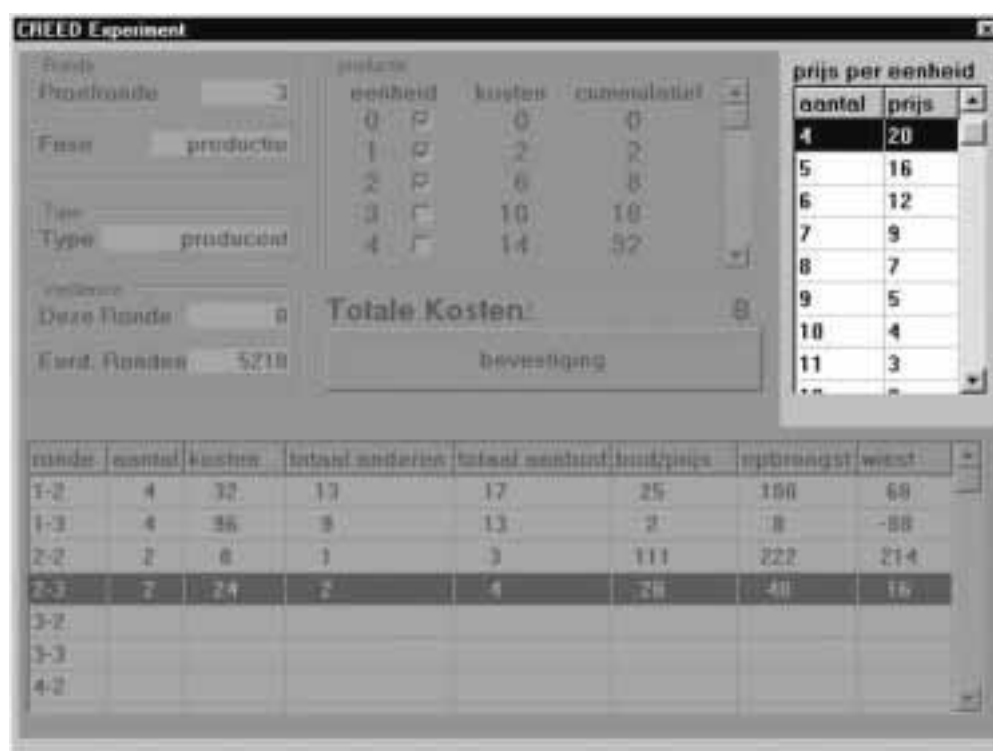 CREED Experiment
Ronde
Proefronde 3
Fase productie
Type
Type producent
verdienste
Deze Ronde 0
Eerd. Ronden 5218
productie
eenheid kosten cummulatief
0 0 0
1 2 2
2 6 8
3 10 18
4 14 32
Totale Kosten: 8
bevestiging
prijs per eenheid
aantal prijs
4 20
5 16
6 12
7 9
8 7
9 5
10 4
11 3
ronde aantal kosten totaal anderen totaal aanbod bod/prijs opbrengst winst
1-2 4 32 13 17 25 100 68
1-3 4 96 9 13 2 8 -88
2-2 2 8 1 3 111 222 214
2-3 2 24 2 4 20 40 16
3-2
3-3
4-2